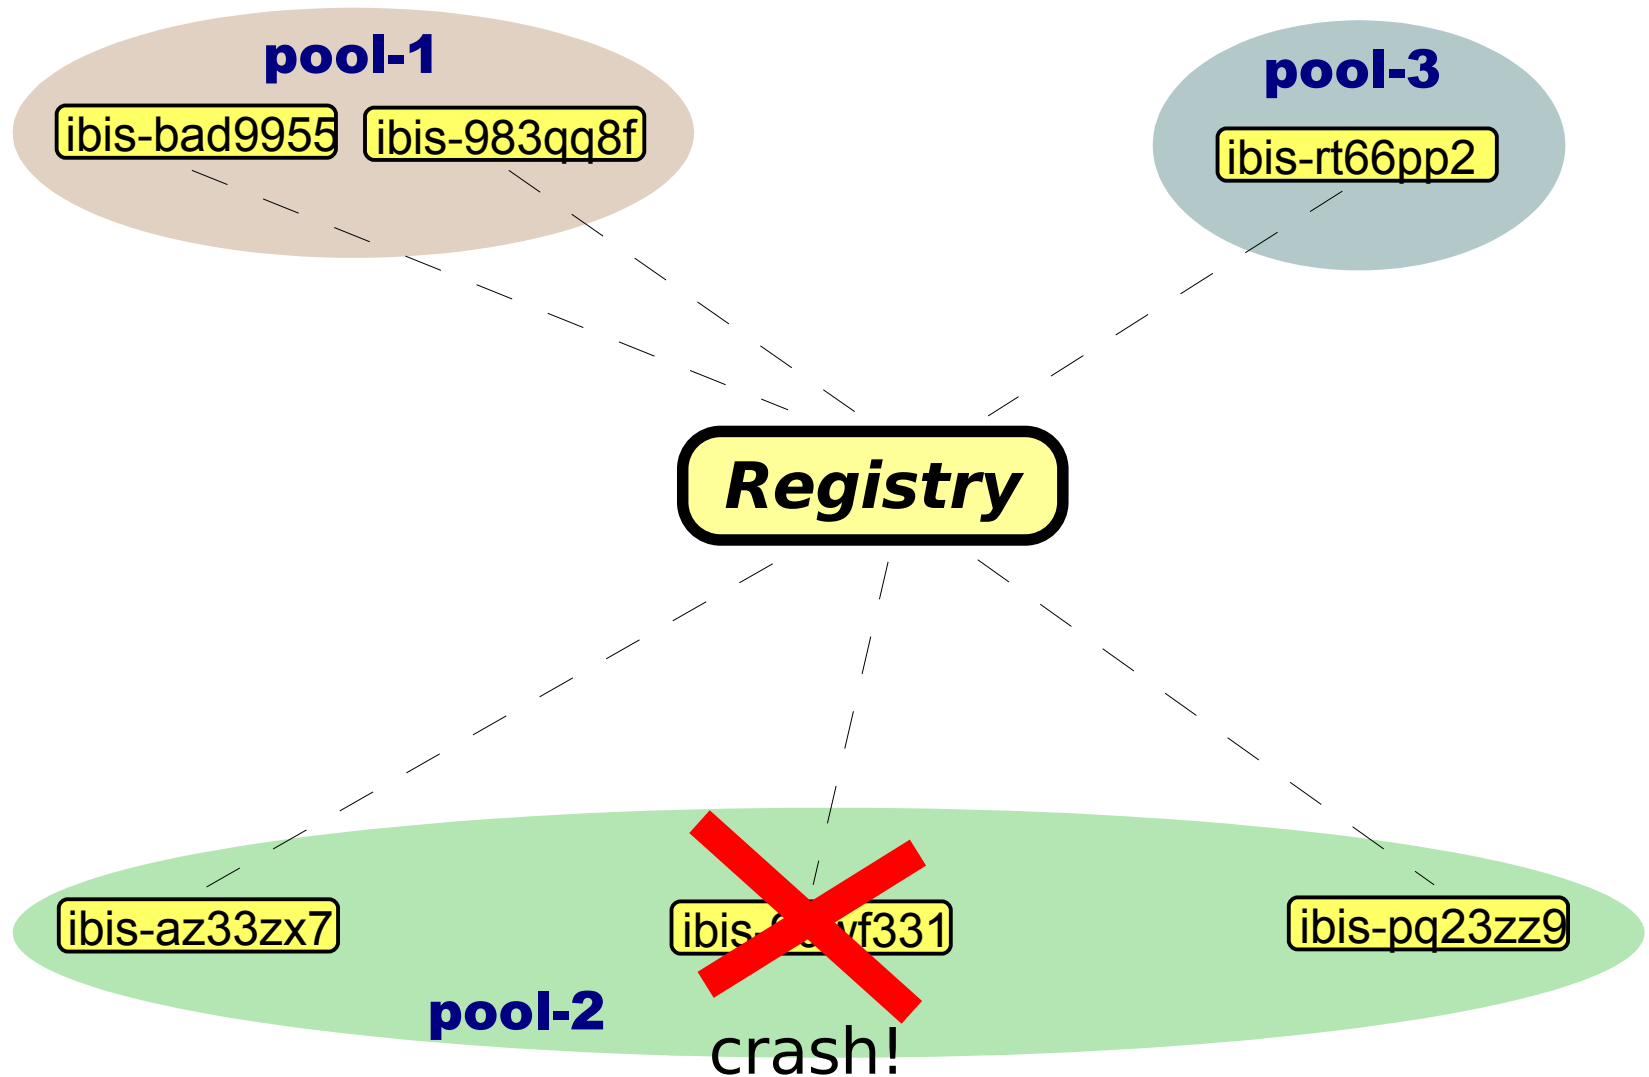 pool-1
pool-3
ibis-bad9955
ibis-983qq8f
ibis-rt66pp2
Registry
ibis-az33zx7
ibis-pq23zz9
pool-2
crash!